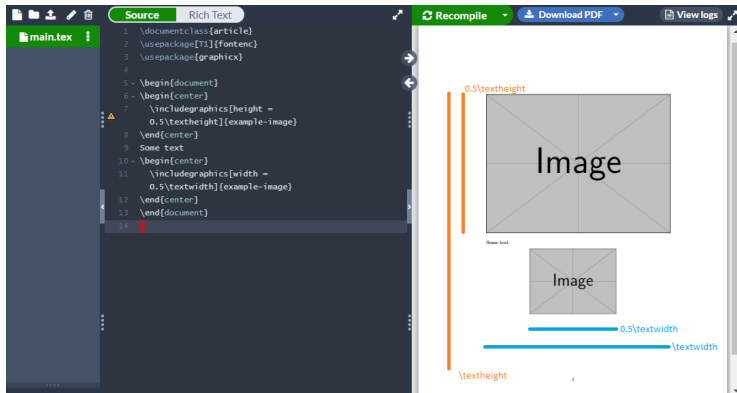 Source Rich Text
Recompile Download PDF View logs
main.tex
1 \documentclass{article}
2 \usepackage[T1]{fontenc}
3 \usepackage{graphicx}
4
5 \begin{document}
6 \begin{center}
7 \includegraphics[height =
0.5\textheight]{example-image}
8 \end{center}
9 Some text
10 \begin{center}
11 \includegraphics[width =
0.5\textwidth]{example-image}
12 \end{center}
13 \end{document}
14
0.5\textheight
Image
Some text
Image
0.5\textwidth
\textwidth
\textheight
1